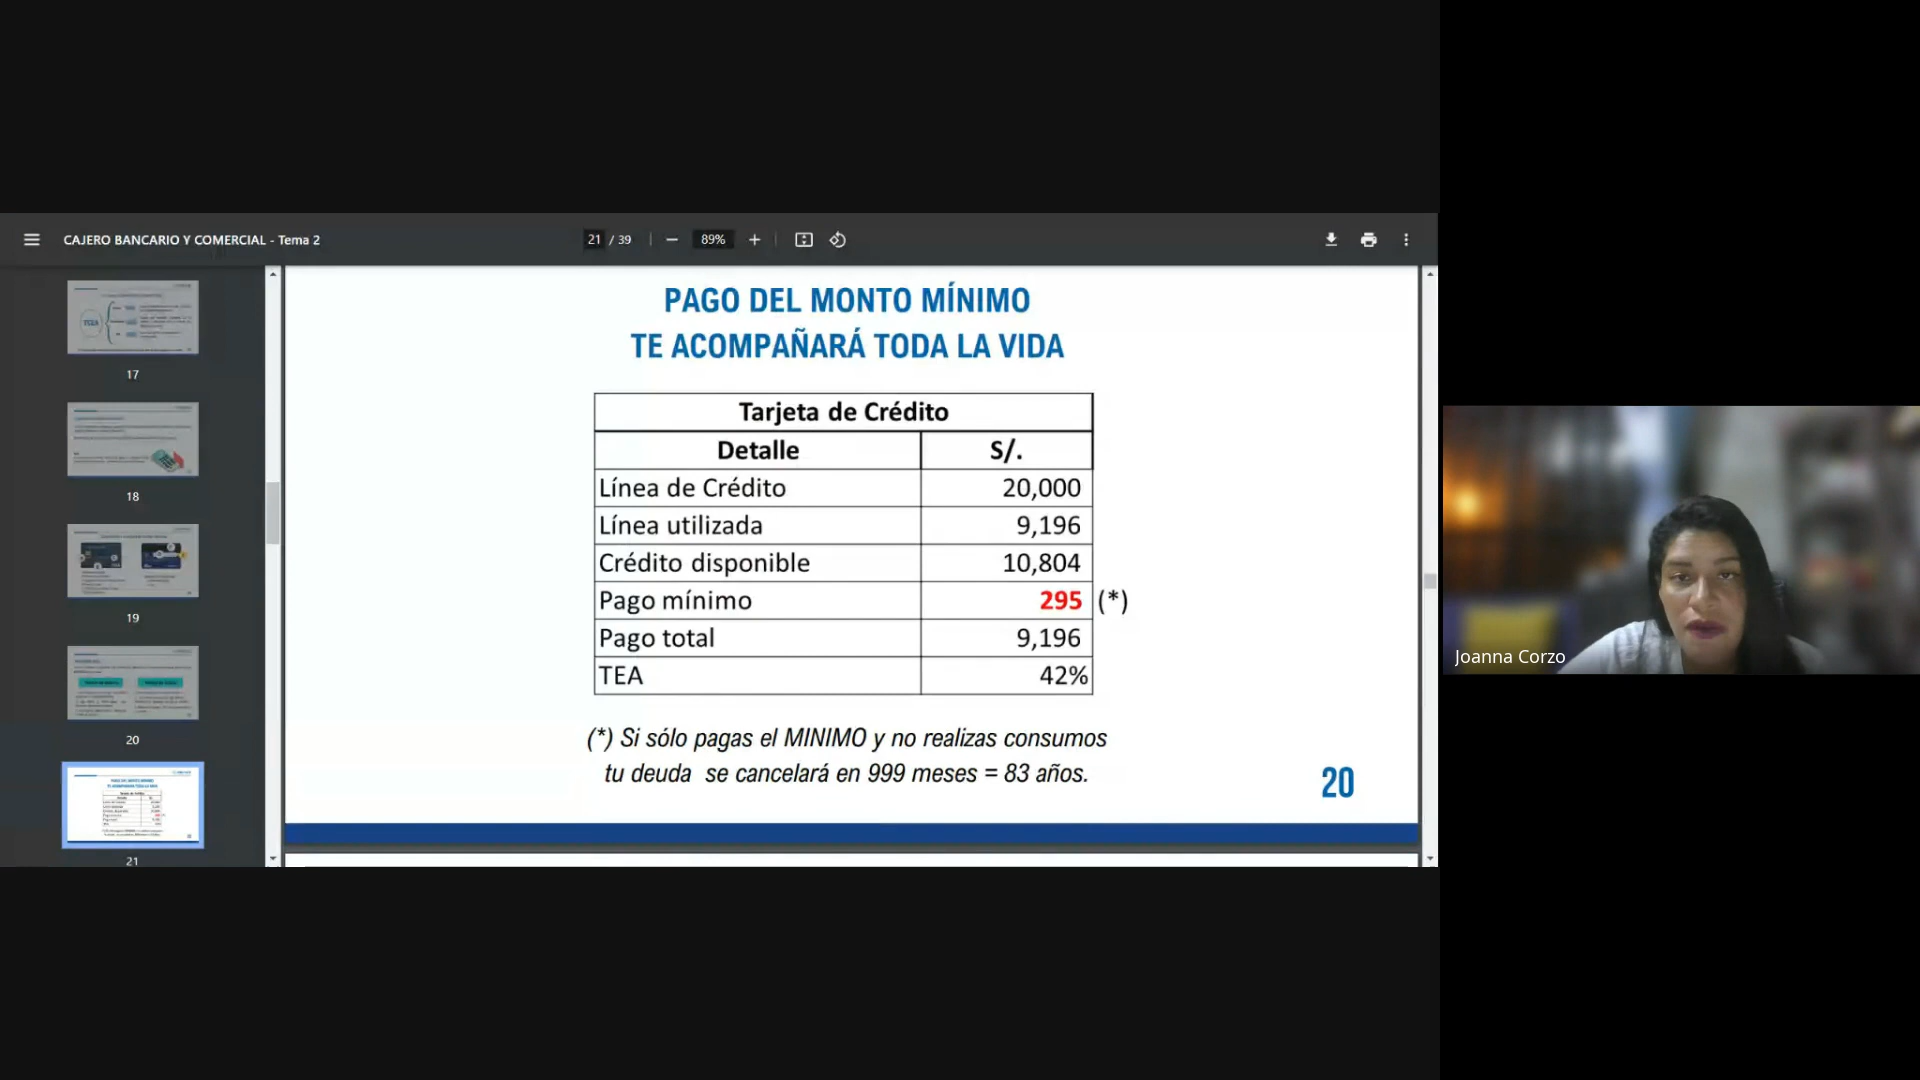 CAJERO BANCARIO Y COMERCIAL - Tema 2
21 / 39
89%
17
18
19
20
21
PAGO DEL MONTO MÍNIMO
TE ACOMPAÑARÁ TODA LA VIDA
Tarjeta de Crédito
Detalle S/.
Línea de Crédito 20,000
Línea utilizada 9,196
Crédito disponible 10,804
Pago mínimo 295 (*)
Pago total 9,196
TEA 42%
(*) Si sólo pagas el MINIMO y no realizas consumos
tu deuda se cancelará en 999 meses = 83 años.
20
Joanna Corzo